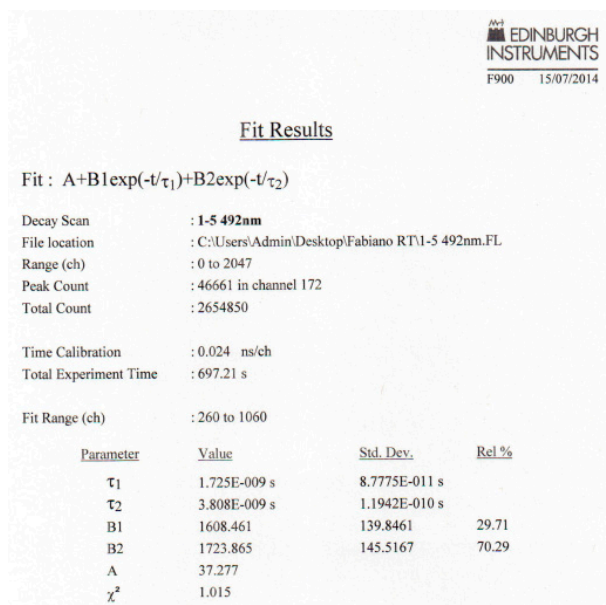 EDINBURGH
INSTRUMENTS
F900 15/07/2014
Fit Results
Fit : A+B1exp(-t/τ1)+B2exp(-t/τ2)
Decay Scan : 1-5 492nm
File location : C:\Users\Admin\Desktop\Fabiano RT\1-5 492nm.FL
Range (ch) : 0 to 2047
Peak Count : 46661 in channel 172
Total Count : 2654850
Time Calibration : 0.024 ns/ch
Total Experiment Time : 697.21 s
Fit Range (ch) : 260 to 1060
Parameter Value Std. Dev. Rel %
τ1 1.725E-009 s 8.7775E-011 s
τ2 3.808E-009 s 1.1942E-010 s
B1 1608.461 139.8461 29.71
B2 1723.865 145.5167 70.29
A 37.277
χ² 1.015